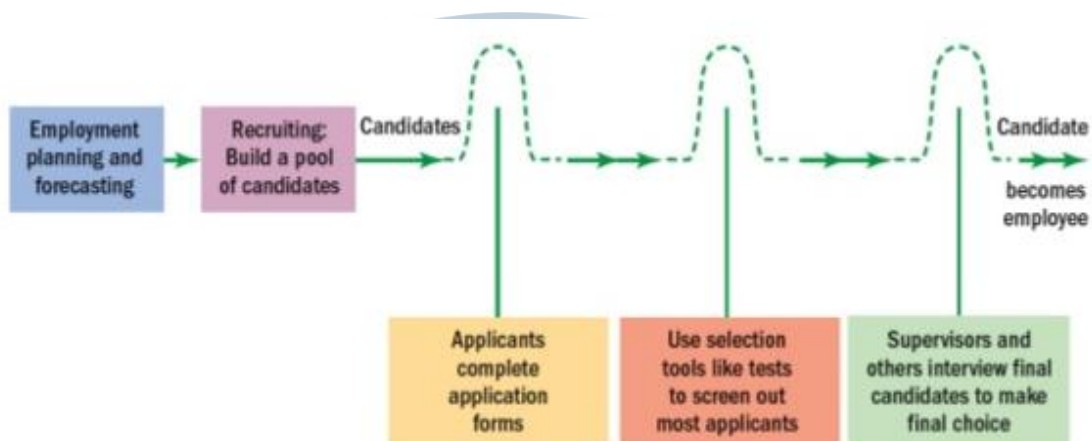 Employment
planning and
forecasting
Recruiting:
Build a pool
of candidates
Candidates
Candidate
becomes
employee
Applicants
complete
application
forms
Use selection
tools like tests
to screen out
most applicants
Supervisors and
others interview final
candidates to make
final choice